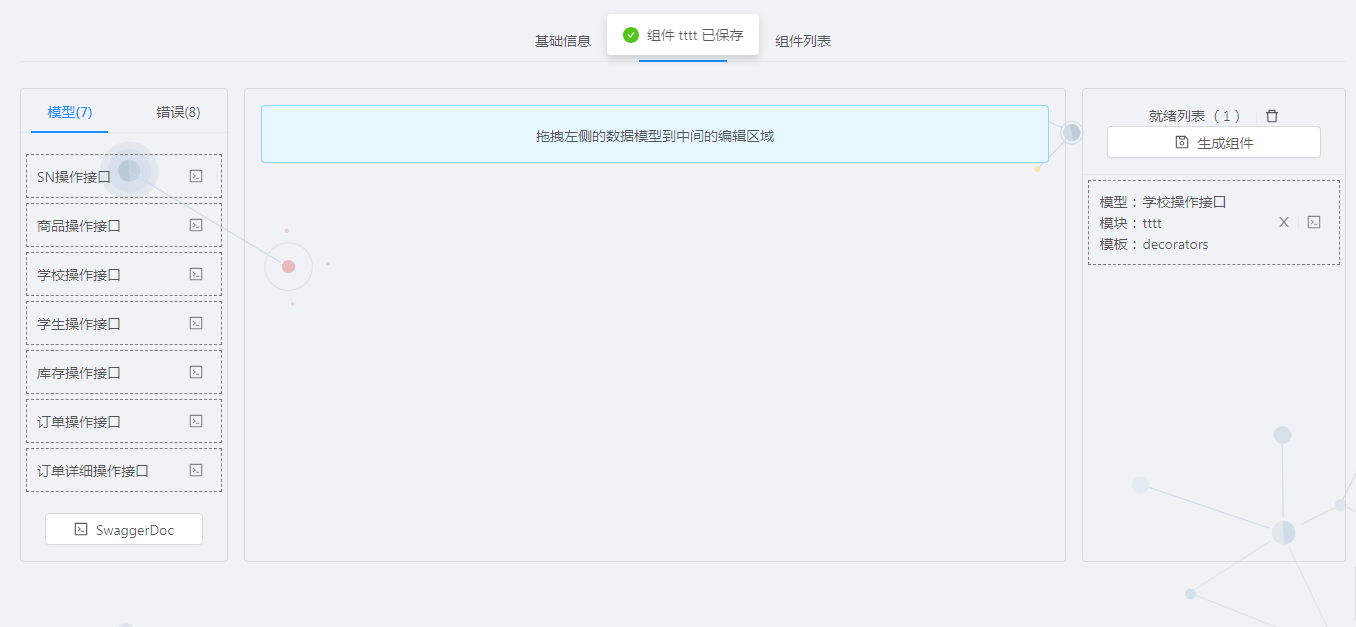 基础信息
组件 tttt 已保存
组件列表
模型(7)
错误(8)
SN操作接口
商品操作接口
学校操作接口
学生操作接口
库存操作接口
订单操作接口
订单详细操作接口
SwaggerDoc
拖拽左侧的数据模型到中间的编辑区域
就绪列表（1）
生成组件
模型：学校操作接口
模块：tttt
模板：decorators